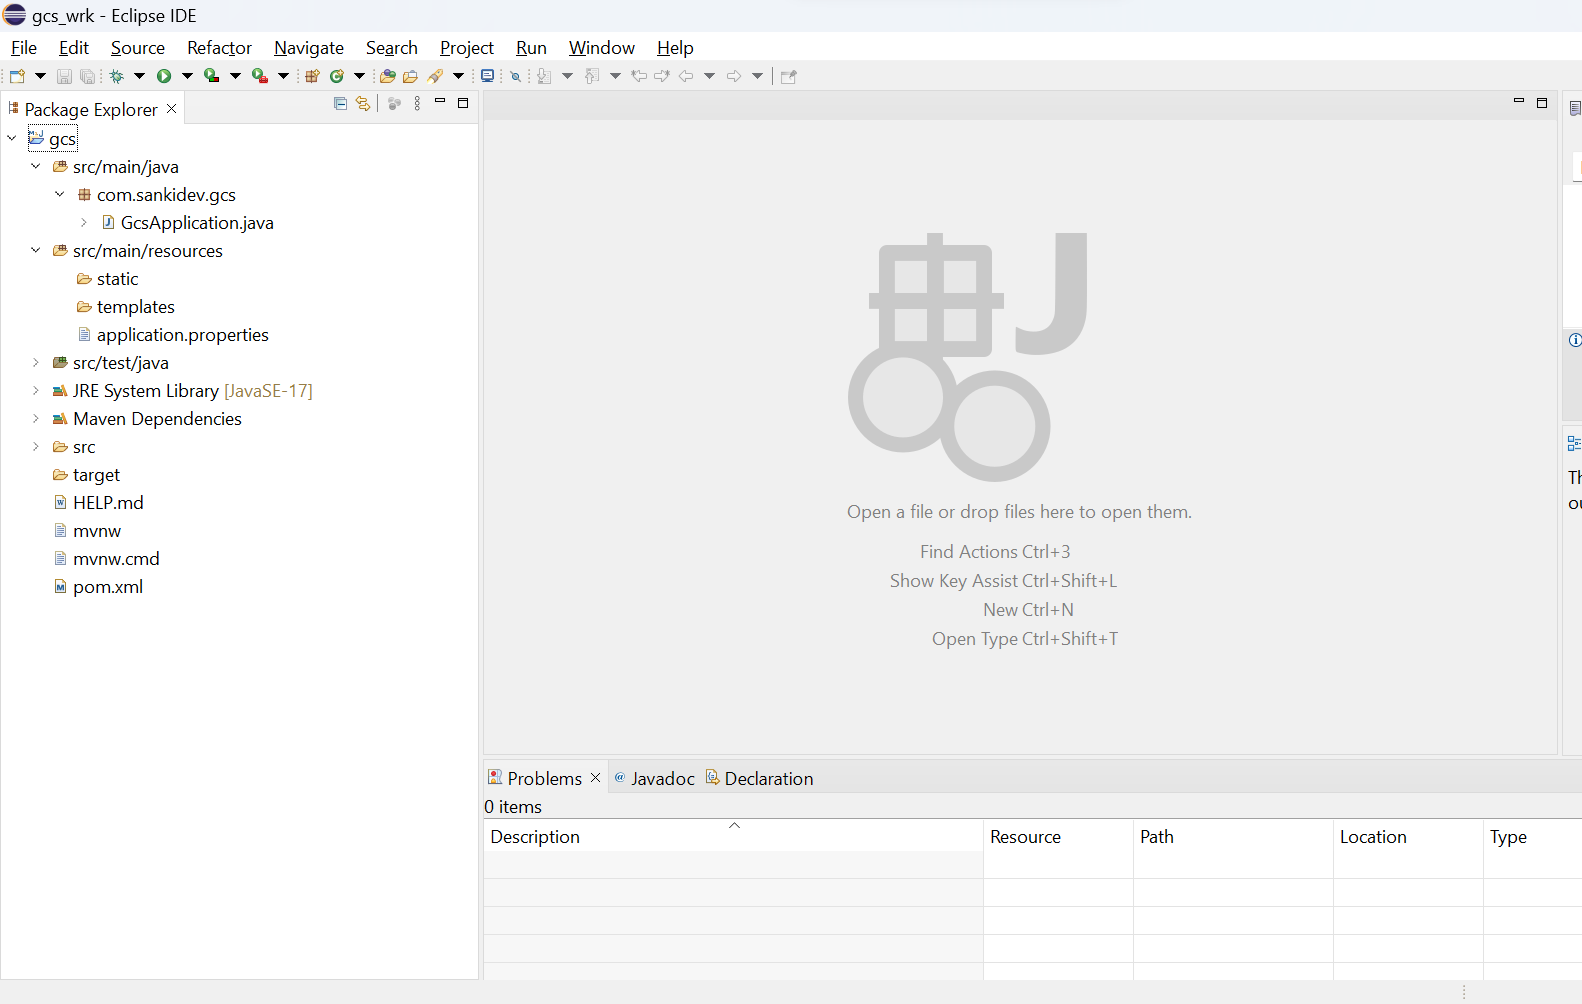 gcs_wrk - Eclipse IDE
File Edit Source Refactor Navigate Search Project Run Window Help
Package Explorer
gcs
src/main/java
com.sankidev.gcs
GcsApplication.java
src/main/resources
static
templates
application.properties
src/test/java
JRE System Library [JavaSE-17]
Maven Dependencies
src
target
HELP.md
mvnw
mvnw.cmd
pom.xml
Open a file or drop files here to open them.
Find Actions Ctrl+3
Show Key Assist Ctrl+Shift+L
New Ctrl+N
Open Type Ctrl+Shift+T
Problems Javadoc Declaration
0 items
Description Resource Path Location Type